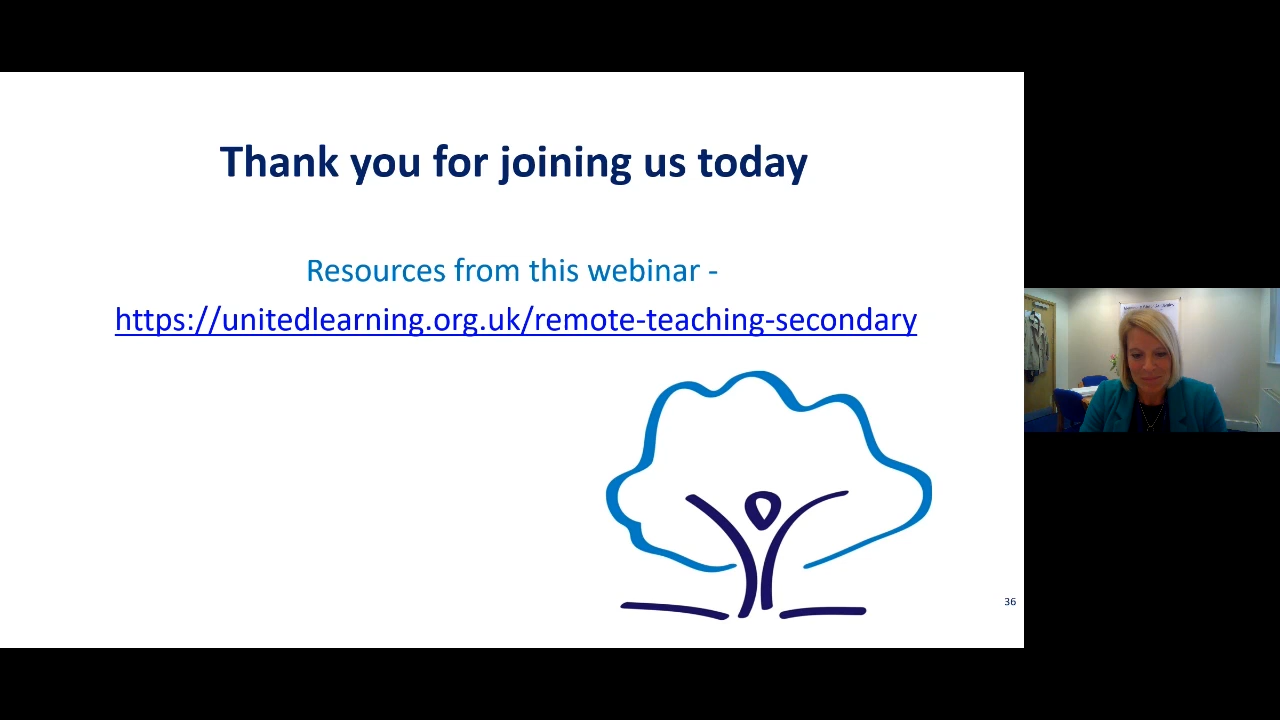 Thank you for joining us today
Resources from this webinar -
https://unitedlearning.org.uk/remote-teaching-secondary
36